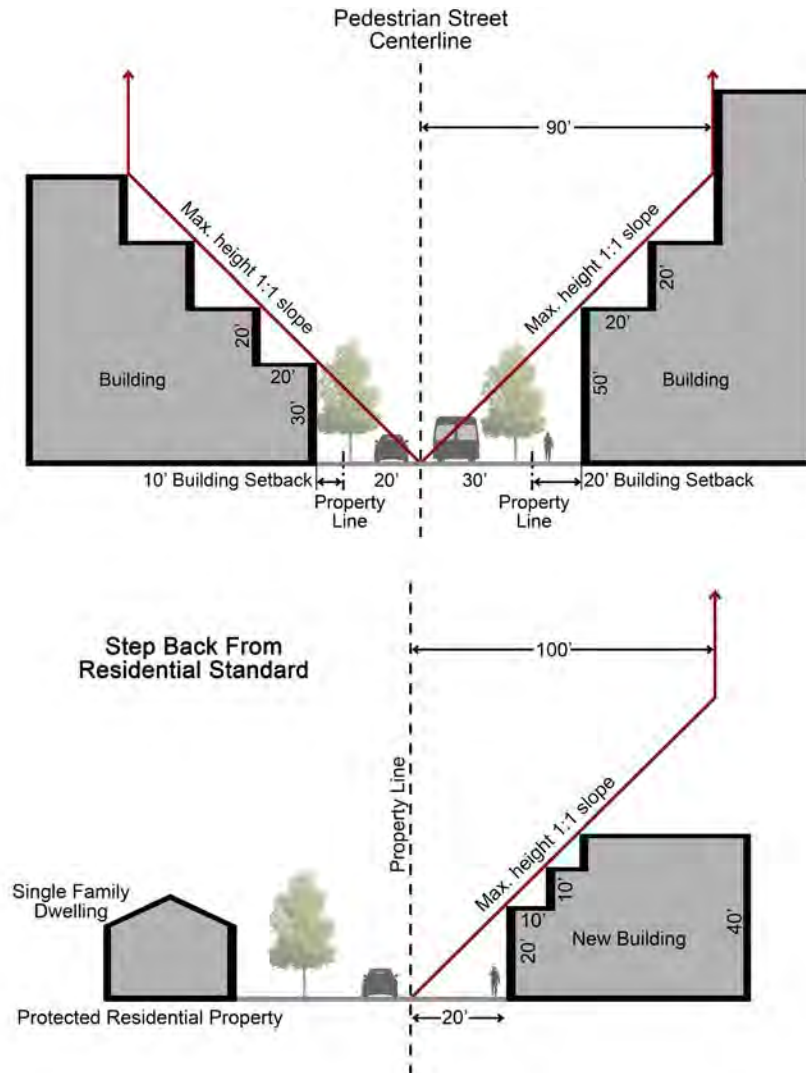 Pedestrian Street
Centerline
90'
Max. height 1:1 slope
Max. height 1:1 slope
20'
20'
30'
Building
20'
20'
50'
Building
10' Building Setback
20'
30'
20' Building Setback
Property
Line
Property
Line
Step Back From
Residential Standard
100'
Property Line
Max. height 1:1 slope
Single Family
Dwelling
10'
10'
20'
New Building
40'
Protected Residential Property
20'